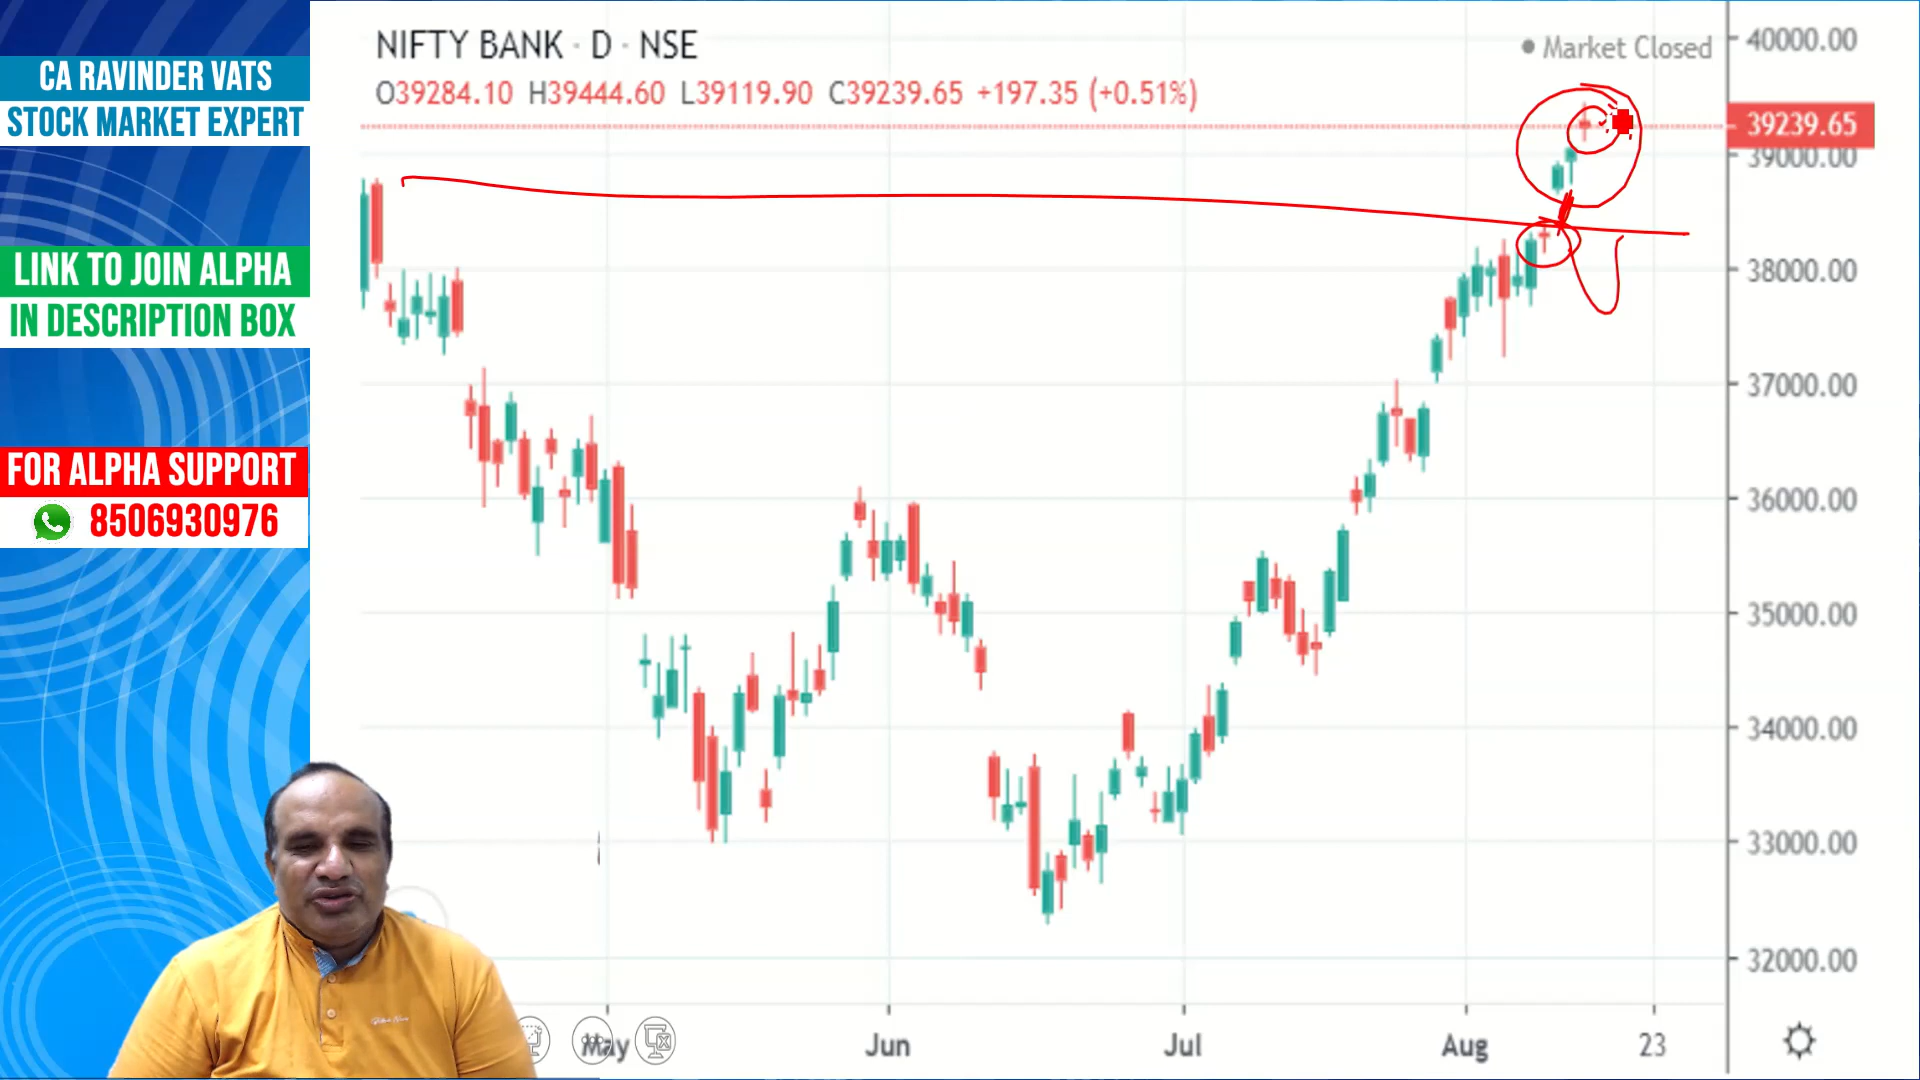 CA RAVINDER VATS
STOCK MARKET EXPERT
LINK TO JOIN ALPHA
IN DESCRIPTION BOX
FOR ALPHA SUPPORT
8506930976
NIFTY BANK · D · NSE
Market Closed
O39284.10 H39444.60 L39119.90 C39239.65 +197.35 (+0.51%)
40000.00
39239.65
39000.00
38000.00
37000.00
36000.00
35000.00
34000.00
33000.00
32000.00
May Jun Jul Aug 23